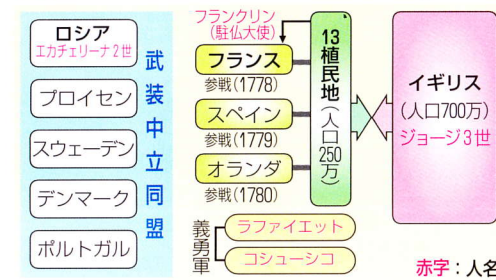 ロシア
エカチェリーナ2世
プロイセン
スウェーデン
デンマーク
ポルトガル
武装中立同盟
フランクリン
(駐仏大使)
フランス
参戦(1778)
スペイン
参戦(1779)
オランダ
参戦(1780)
13植民地(人口250万)
イギリス
(人口700万)
ジョージ3世
義勇軍
ラファイエット
コシューシコ
赤字：人名